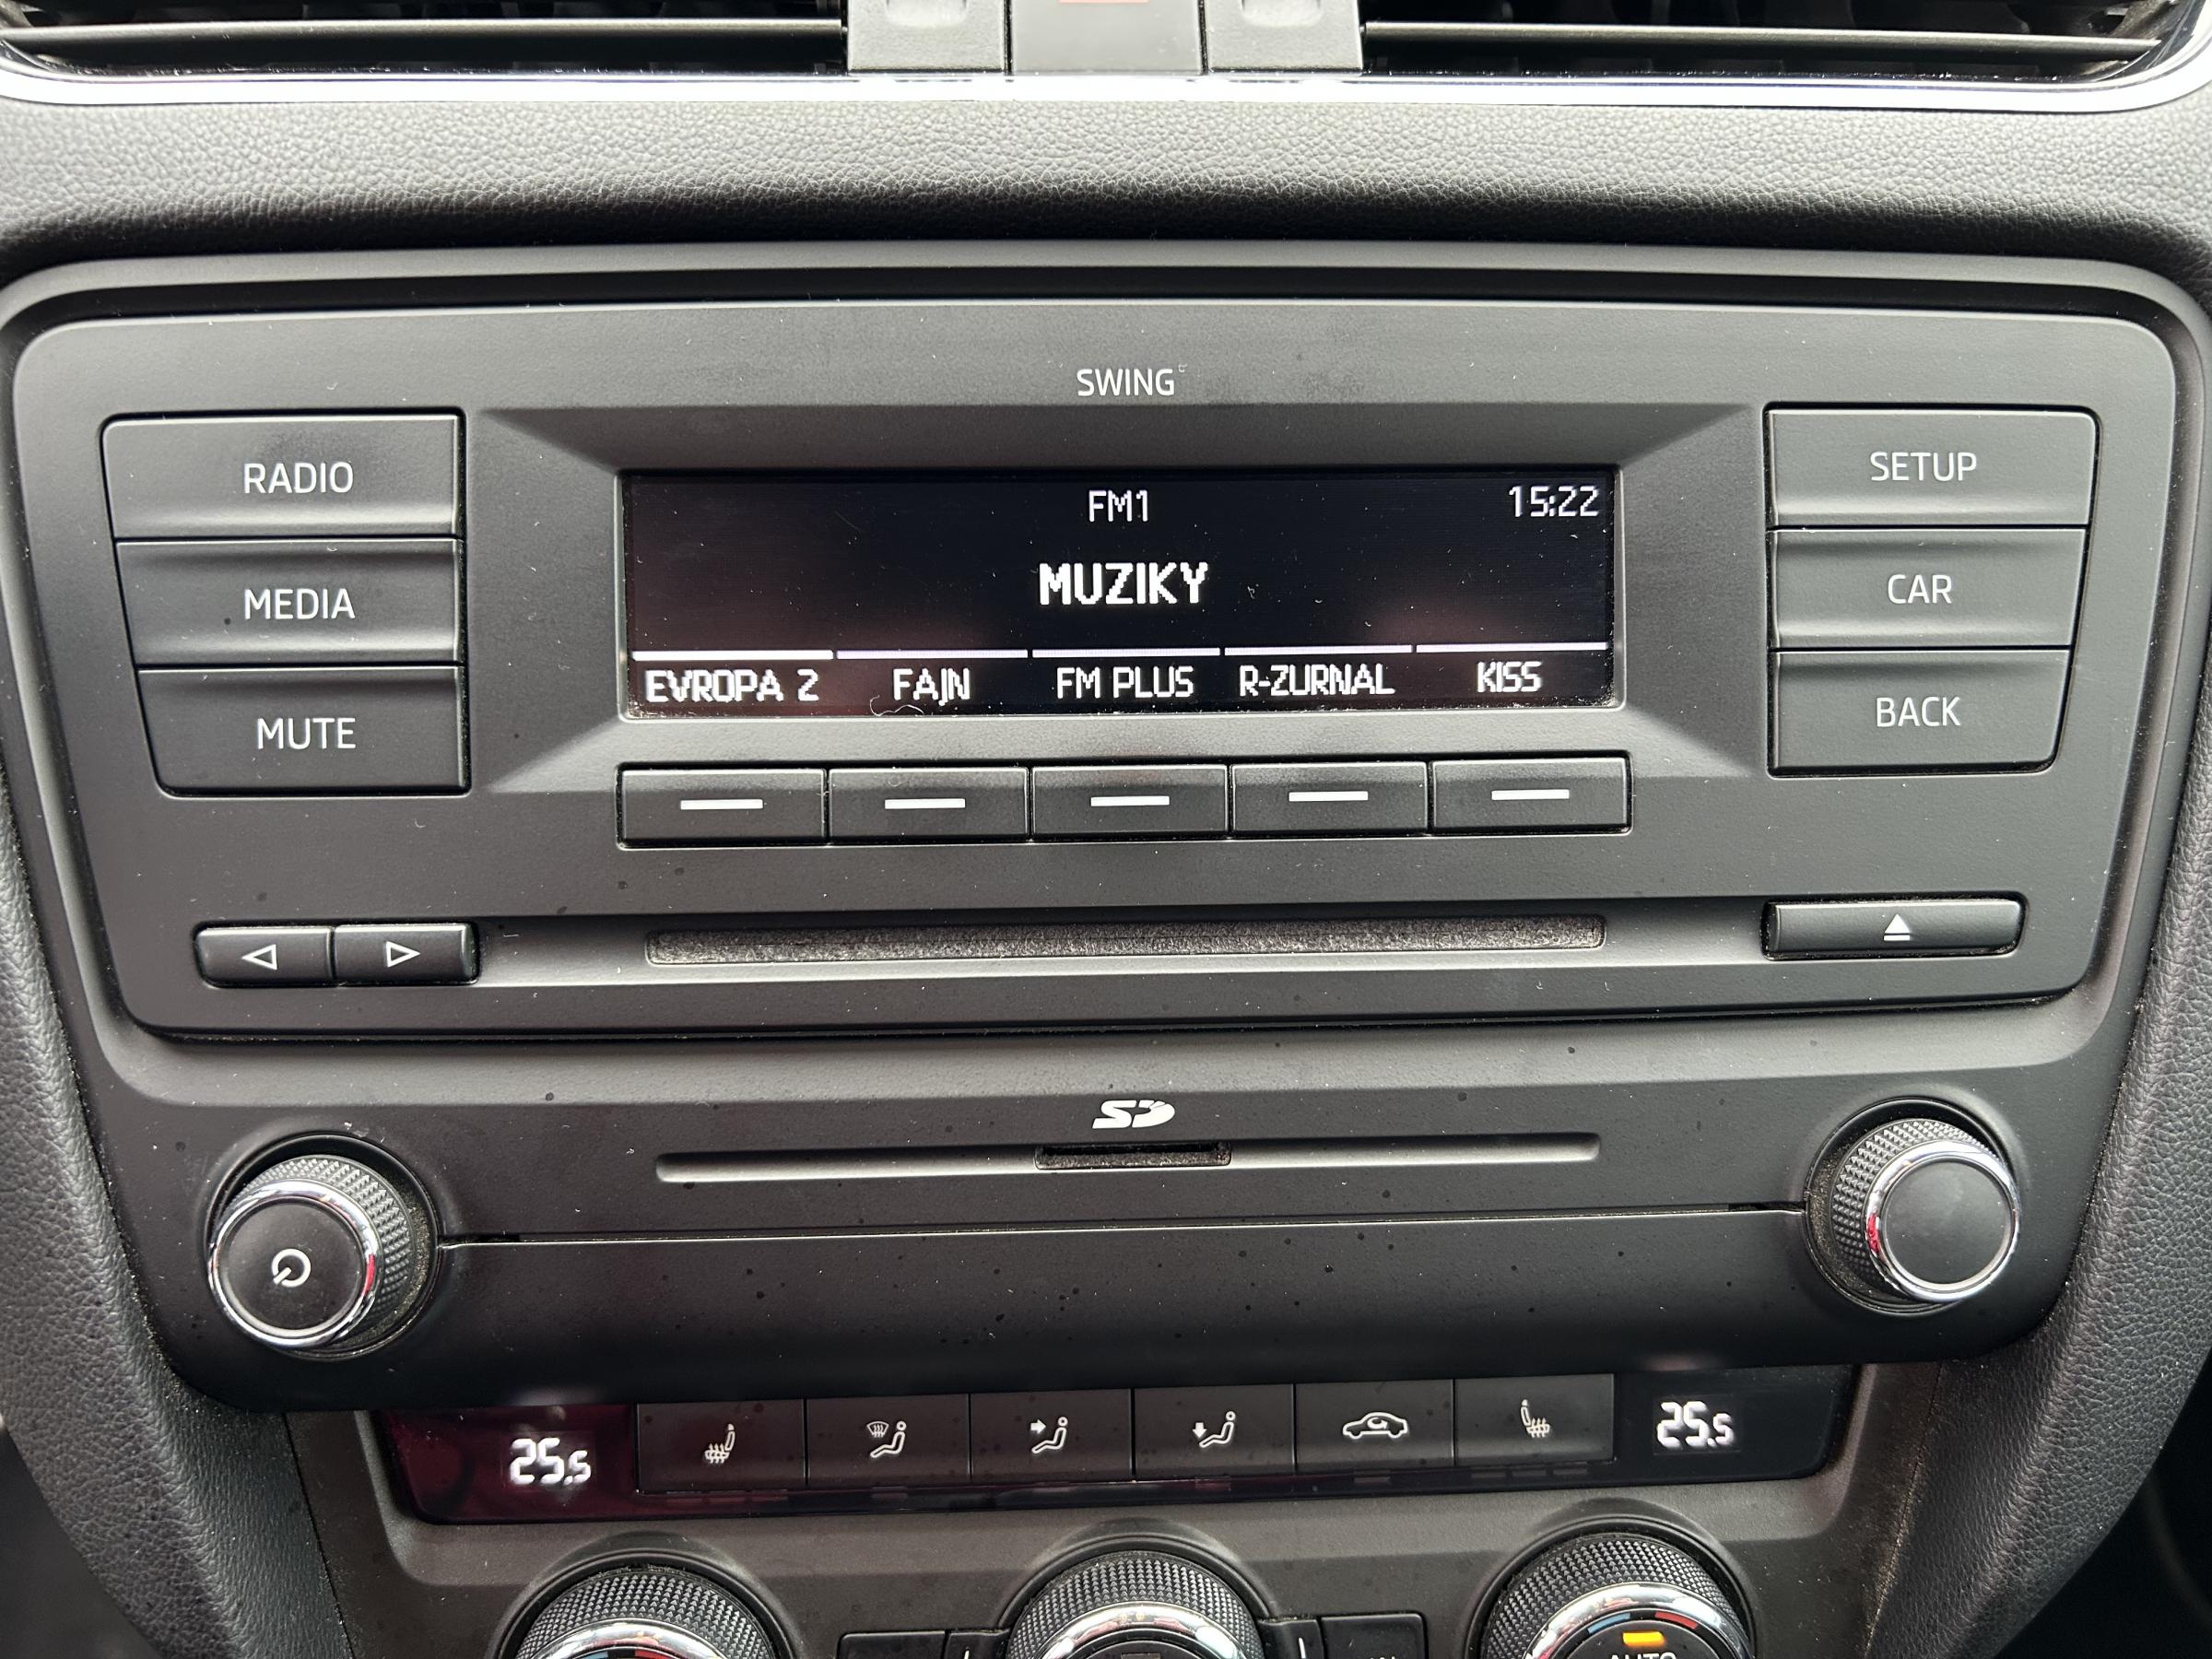 SWING
RADIO
MEDIA
MUTE
FM1 15:22
MUZIKY
EVROPA 2 FAJN FM PLUS R-ZURNAL KISS
SETUP
CAR
BACK
SD
25.5 25.5
AUTO